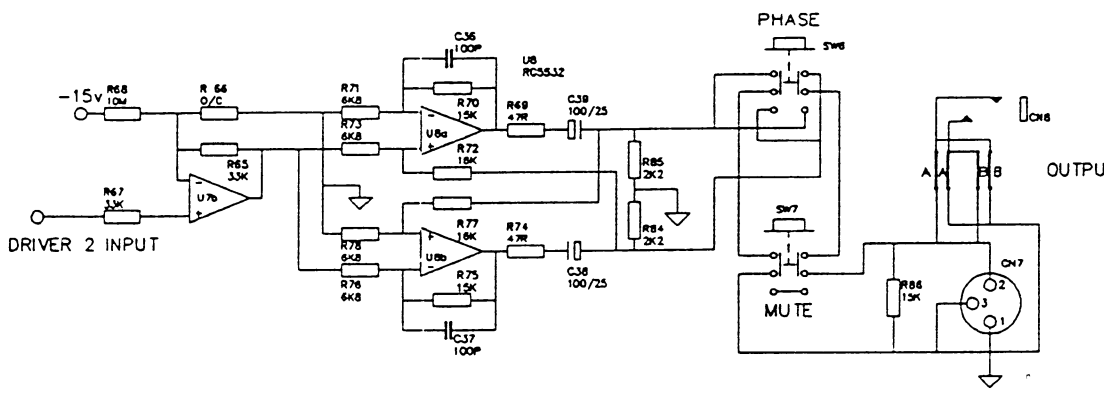 PHASE
SW6
C36
100P
U8
RC5532
R68
10M
R 66
O/C
-15v
R71
6K8
R70
15K
R69
47R
C39
100/25
CN6
R73
6K8
U8a
R65
33K
R72
16K
R85
2K2
A
A
B
B
OUTPU
R67
33K
U7b
DRIVER 2 INPUT
R77
16K
R74
47R
R84
2K2
SW7
R78
6K8
U8b
R76
6K8
R75
15K
C38
100/25
MUTE
R86
15K
CN7
2
3
1
C37
100P